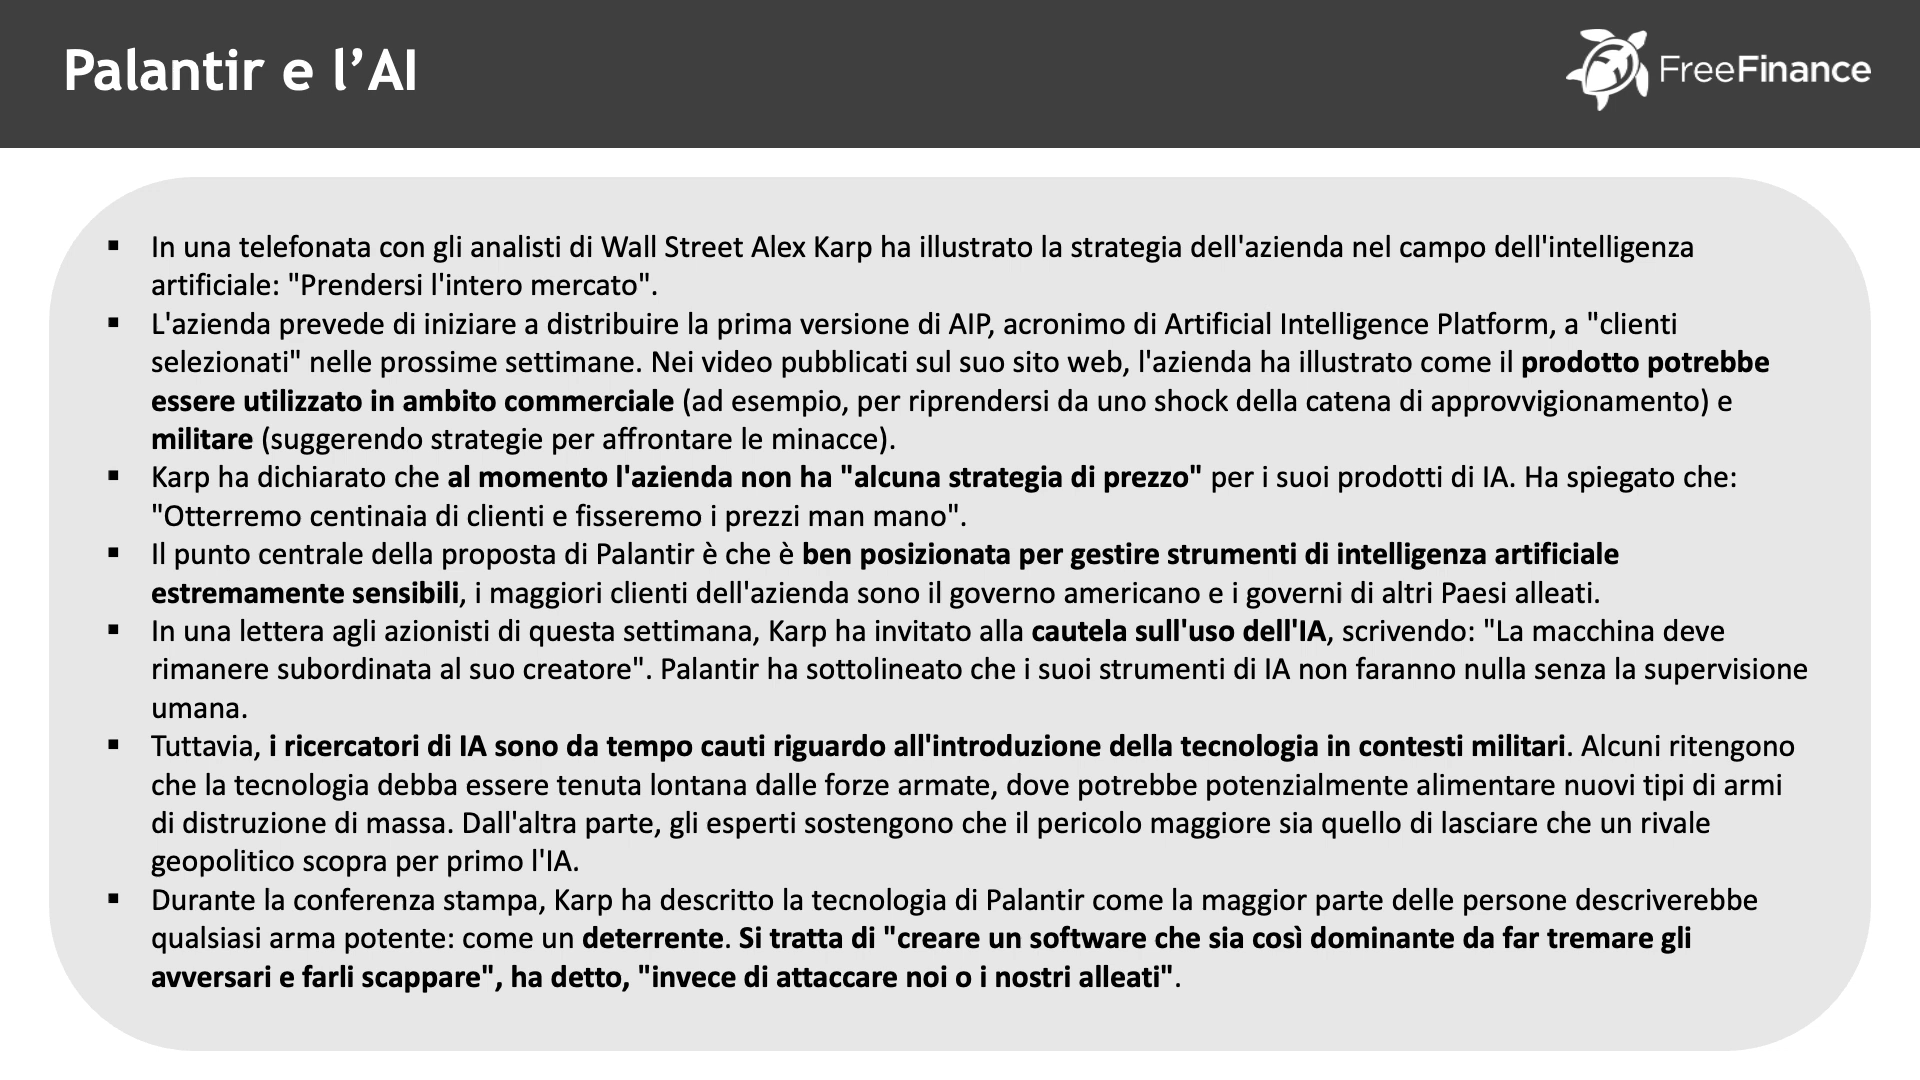 Palantir e l’AI
FreeFinance
▪ In una telefonata con gli analisti di Wall Street Alex Karp ha illustrato la strategia dell'azienda nel campo dell'intelligenza
artificiale: "Prendersi l'intero mercato".
▪ L'azienda prevede di iniziare a distribuire la prima versione di AIP, acronimo di Artificial Intelligence Platform, a "clienti
selezionati" nelle prossime settimane. Nei video pubblicati sul suo sito web, l'azienda ha illustrato come il prodotto potrebbe
essere utilizzato in ambito commerciale (ad esempio, per riprendersi da uno shock della catena di approvvigionamento) e
militare (suggerendo strategie per affrontare le minacce).
▪ Karp ha dichiarato che al momento l'azienda non ha "alcuna strategia di prezzo" per i suoi prodotti di IA. Ha spiegato che:
"Otterremo centinaia di clienti e fisseremo i prezzi man mano".
▪ Il punto centrale della proposta di Palantir è che è ben posizionata per gestire strumenti di intelligenza artificiale
estremamente sensibili, i maggiori clienti dell'azienda sono il governo americano e i governi di altri Paesi alleati.
▪ In una lettera agli azionisti di questa settimana, Karp ha invitato alla cautela sull'uso dell'IA, scrivendo: "La macchina deve
rimanere subordinata al suo creatore". Palantir ha sottolineato che i suoi strumenti di IA non faranno nulla senza la supervisione
umana.
▪ Tuttavia, i ricercatori di IA sono da tempo cauti riguardo all'introduzione della tecnologia in contesti militari. Alcuni ritengono
che la tecnologia debba essere tenuta lontana dalle forze armate, dove potrebbe potenzialmente alimentare nuovi tipi di armi
di distruzione di massa. Dall'altra parte, gli esperti sostengono che il pericolo maggiore sia quello di lasciare che un rivale
geopolitico scopra per primo l'IA.
▪ Durante la conferenza stampa, Karp ha descritto la tecnologia di Palantir come la maggior parte delle persone descriverebbe
qualsiasi arma potente: come un deterrente. Si tratta di "creare un software che sia così dominante da far tremare gli
avversari e farli scappare", ha detto, "invece di attaccare noi o i nostri alleati".